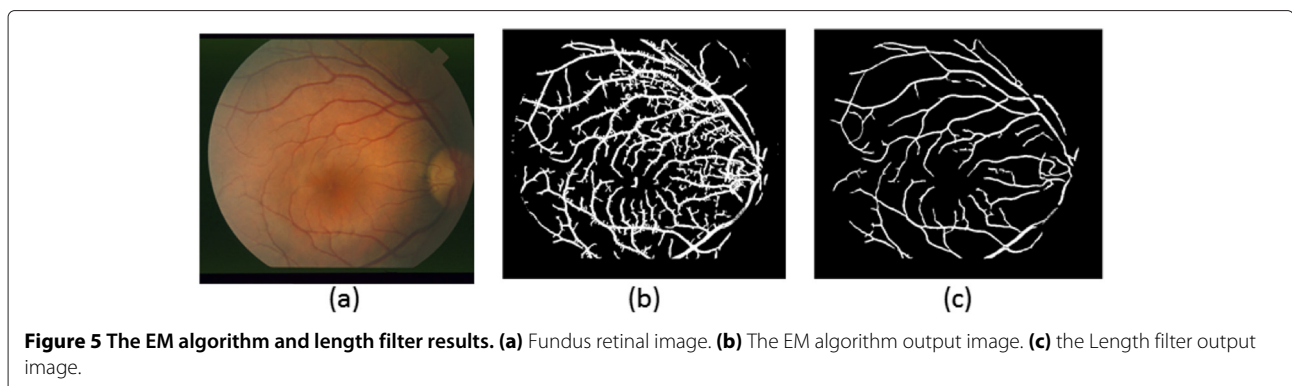 (a) (b) (c)
Figure 5 The EM algorithm and length filter results. (a) Fundus retinal image. (b) The EM algorithm output image. (c) the Length filter output
image.